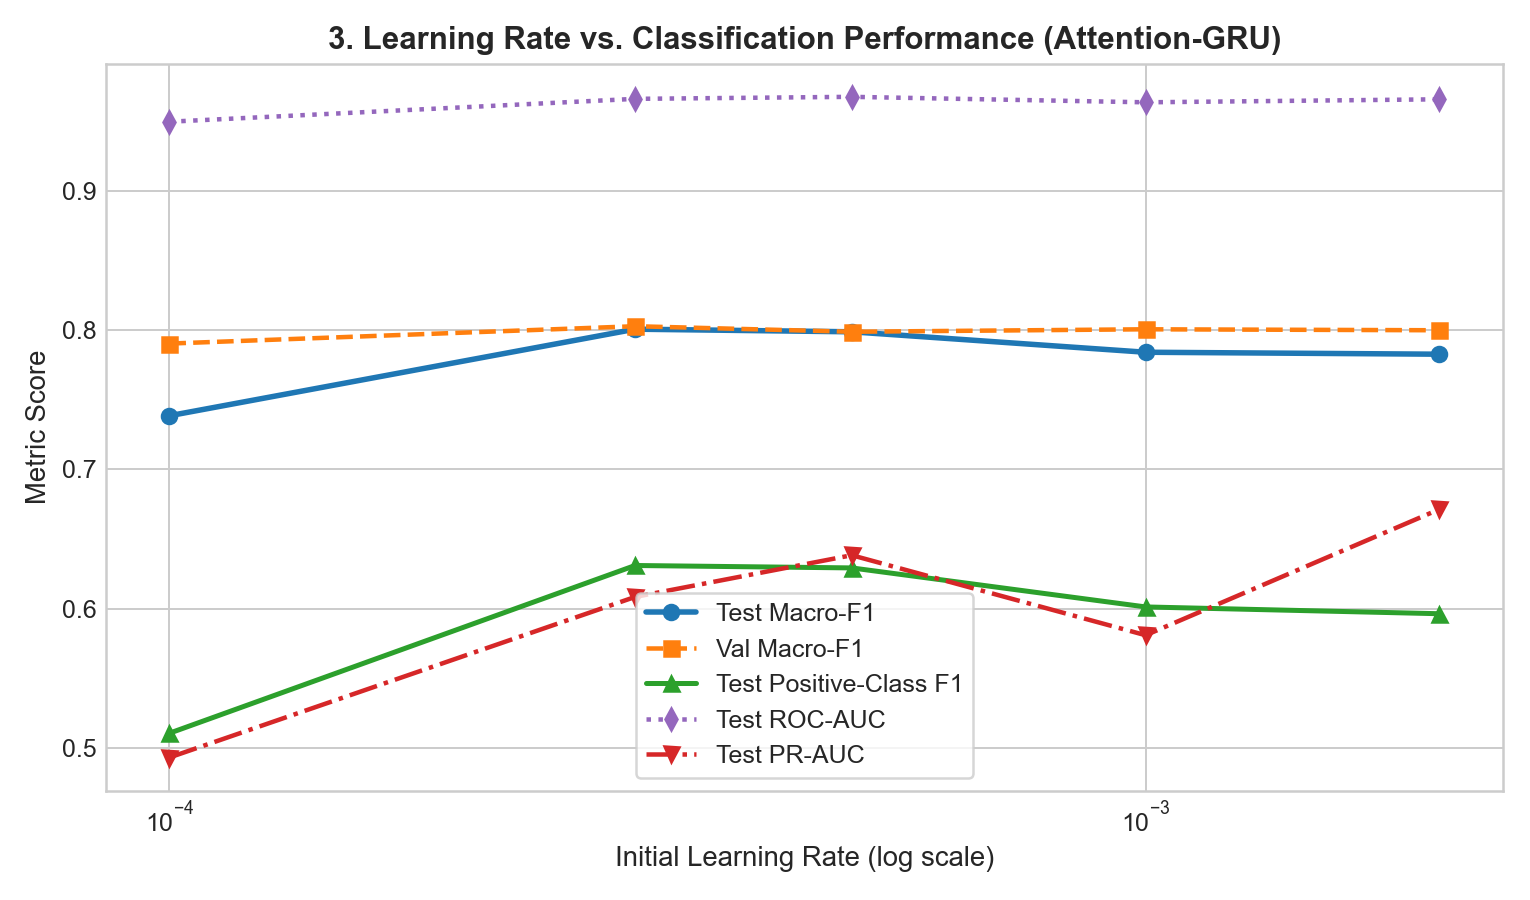 3. Learning Rate vs. Classification Performance (Attention-GRU)
Metric Score
0.9
0.8
0.7
0.6
0.5
Test Macro-F1
Val Macro-F1
Test Positive-Class F1
Test ROC-AUC
Test PR-AUC
10⁻⁴ 10⁻³
Initial Learning Rate (log scale)